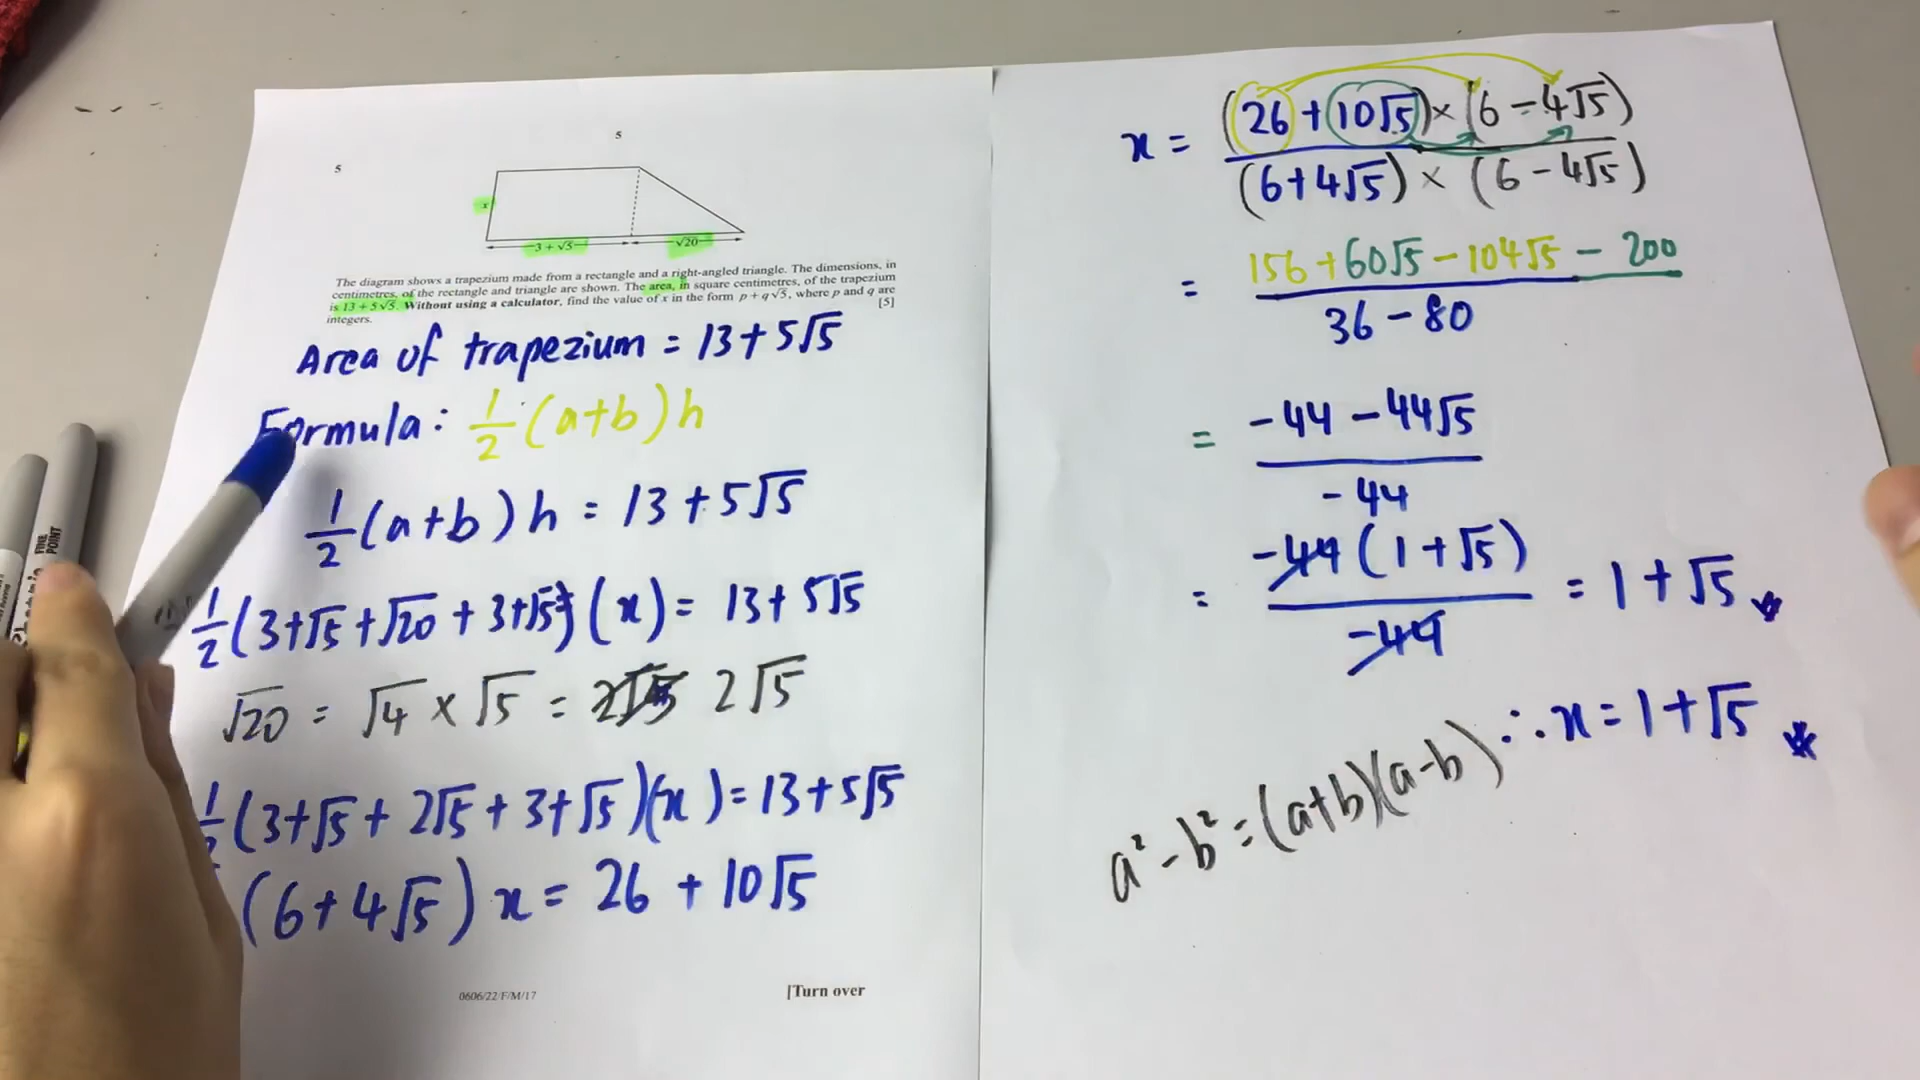 5
5
x
3 + √5
√20
The diagram shows a trapezium made from a rectangle and a right-angled triangle. The dimensions, in
centimetres, of the rectangle and triangle are shown. The area, in square centimetres, of the trapezium
is 13 + 5√5. Without using a calculator, find the value of x in the form p + q√5, where p and q are
integers. [5]
Area of trapezium = 13 + 5√5
Formula: 1/2 (a+b)h
1/2 (a+b)h = 13 + 5√5
1/2 (3+√5 + √20 + 3+√5)(x) = 13 + 5√5
√20 = √4 × √5 = 2√5
1/2 (3+√5 + 2√5 + 3+√5)(x) = 13+5√5
(6+4√5) x = 26 + 10√5
0606/22/F/M/17
[Turn over
x = (26 + 10√5) × (6 − 4√5) / (6+4√5) × (6 − 4√5)
= 156 + 60√5 − 104√5 − 200 / 36 − 80
= −44 − 44√5 / −44
= −44 (1 + √5) / −44 = 1 + √5
∴ x = 1 + √5
a² − b² = (a+b)(a−b)
FINE
POINT